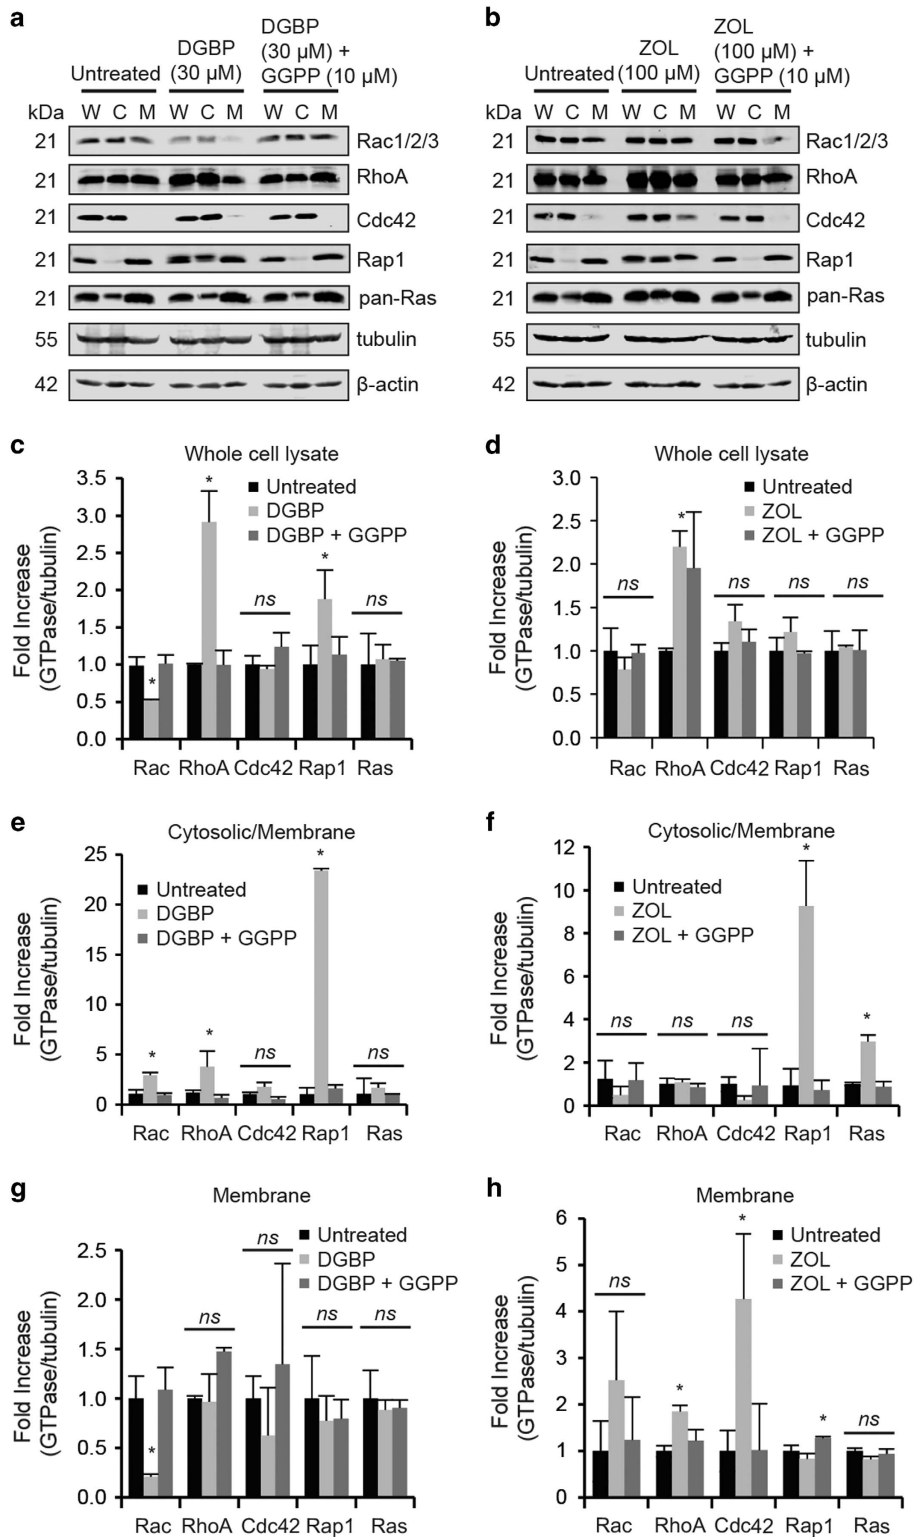 a
Untreated
DGBP
(30 µM)
DGBP
(30 µM) +
GGPP (10 µM)
kDa W C M W C M W C M
21 Rac1/2/3
21 RhoA
21 Cdc42
21 Rap1
21 pan-Ras
55 tubulin
42 β-actin
b
Untreated
ZOL
(100 µM)
ZOL
(100 µM) +
GGPP (10 µM)
kDa W C M W C M W C M
21 Rac1/2/3
21 RhoA
21 Cdc42
21 Rap1
21 pan-Ras
55 tubulin
42 β-actin
c
Whole cell lysate
Fold Increase
(GTPase/tubulin)
3.5
3.0
2.5
2.0
1.5
1.0
0.5
0.0
Untreated
DGBP
DGBP + GGPP
*
*
ns
*
ns
Rac RhoA Cdc42 Rap1 Ras
d
Whole cell lysate
Fold Increase
(GTPase/tubulin)
3.0
2.5
2.0
1.5
1.0
0.5
0.0
Untreated
ZOL
ZOL + GGPP
ns
*
ns
ns
ns
Rac RhoA Cdc42 Rap1 Ras
e
Cytosolic/Membrane
Fold Increase
(GTPase/tubulin)
25
20
15
10
5
0
Untreated
DGBP
DGBP + GGPP
*
*
ns
*
ns
Rac RhoA Cdc42 Rap1 Ras
f
Cytosolic/Membrane
Fold Increase
(GTPase/tubulin)
12
10
8
6
4
2
0
Untreated
ZOL
ZOL + GGPP
ns
ns
ns
*
*
Rac RhoA Cdc42 Rap1 Ras
g
Membrane
Fold Increase
(GTPase/tubulin)
2.5
2.0
1.5
1.0
0.5
0.0
Untreated
DGBP
DGBP + GGPP
*
ns
ns
ns
ns
Rac RhoA Cdc42 Rap1 Ras
h
Membrane
Fold Increase
(GTPase/tubulin)
6
5
4
3
2
1
0
Untreated
ZOL
ZOL + GGPP
ns
*
*
*
ns
Rac RhoA Cdc42 Rap1 Ras